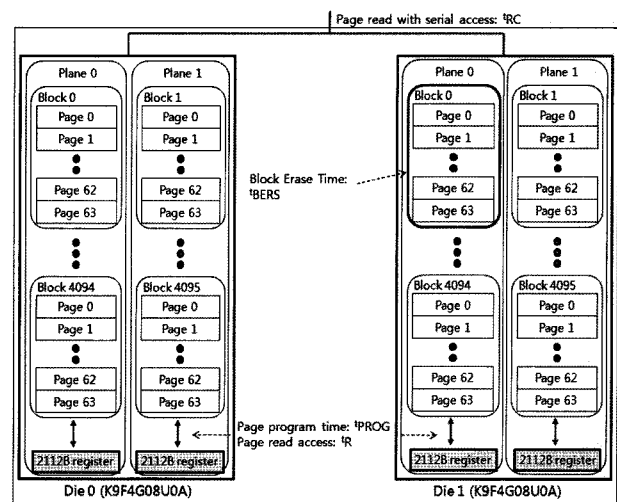 Page read with serial access: tRC
Plane 0
Plane 1
Block 0
Block 1
Page 0
Page 0
Page 1
Page 1
Page 62
Page 62
Page 63
Page 63
Block 4094
Block 4095
Page 0
Page 0
Page 1
Page 1
Page 62
Page 62
Page 63
Page 63
2112B register
2112B register
Die 0 (K9F4G08U0A)
Block Erase Time:
tBERS
Page program time: tPROG
Page read access: tR
Plane 0
Plane 1
Block 0
Block 1
Page 0
Page 0
Page 1
Page 1
Page 62
Page 62
Page 63
Page 63
Block 4094
Block 4095
Page 0
Page 0
Page 1
Page 1
Page 62
Page 62
Page 63
Page 63
2112B register
2112B register
Die 1 (K9F4G08U0A)